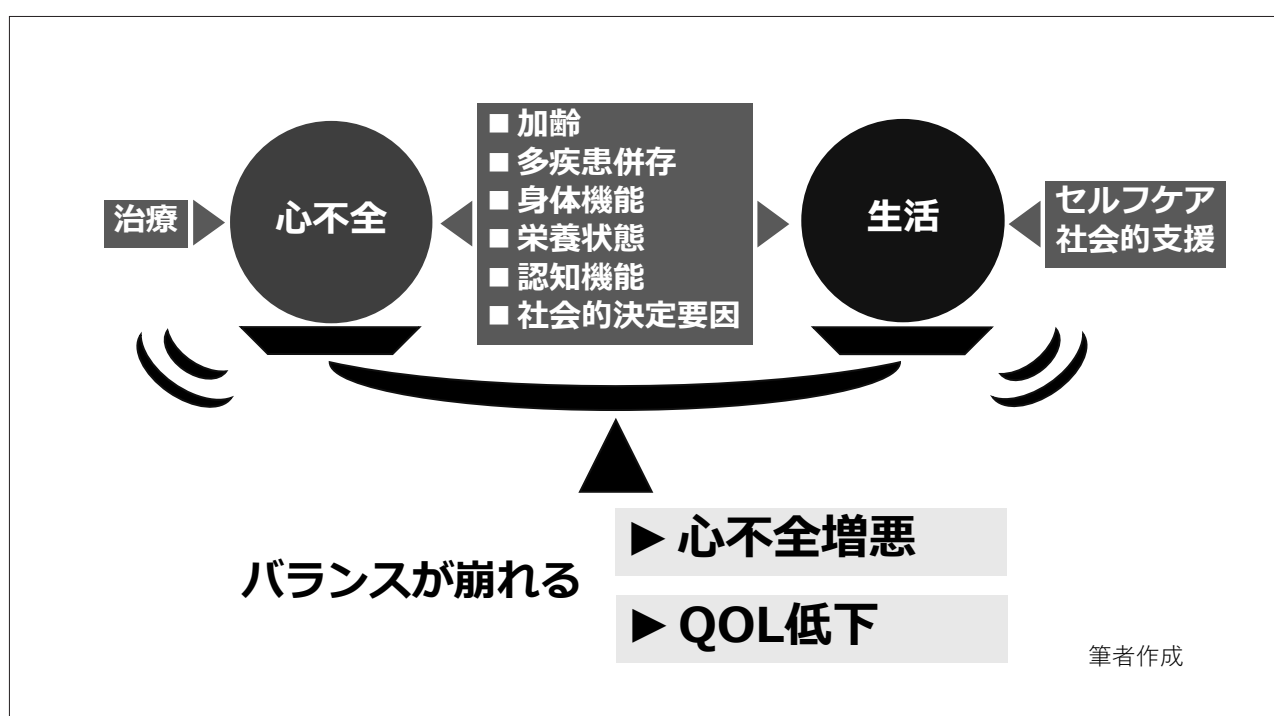 治療
心不全
■ 加齢
■ 多疾患併存
■ 身体機能
■ 栄養状態
■ 認知機能
■ 社会的決定要因
生活
セルフケア
社会的支援
バランスが崩れる
▶ 心不全増悪
▶ QOL低下
筆者作成